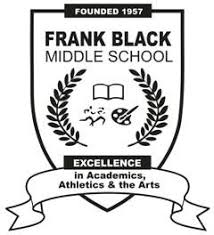 FOUNDED 1957
FRANK BLACK
MIDDLE SCHOOL
EXCELLENCE
in Academics,
Athletics & the Arts